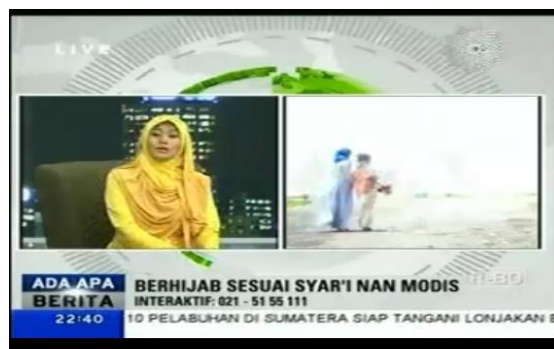 LIVE
ADA APA
BERITA
BERHIJAB SESUAI SYAR'I NAN MODIS
INTERAKTIF: 021 - 51 55 111
R-BO
22:40
10 PELABUHAN DI SUMATERA SIAP TANGANI LONJAKAN